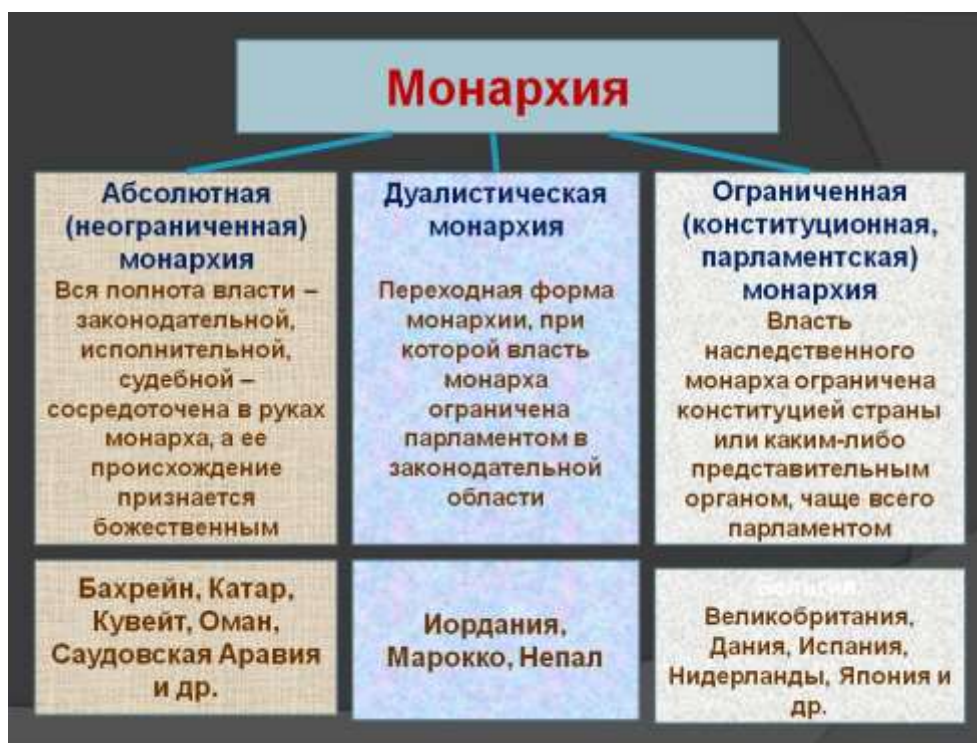 Монархия
Абсолютная
(неограниченная)
монархия
Вся полнота власти –
законодательной,
исполнительной,
судебной –
сосредоточена в руках
монарха, а ее
происхождение
признается
божественным
Бахрейн, Катар,
Кувейт, Оман,
Саудовская Аравия
и др.
Дуалистическая
монархия
Переходная форма
монархии, при
которой власть
монарха
ограничена
парламентом в
законодательной
области
Иордания,
Марокко, Непал
Ограниченная
(конституционная,
парламентская)
монархия
Власть
наследственного
монарха ограничена
конституцией страны
или каким-либо
представительным
органом, чаще всего
парламентом
Великобритания,
Дания, Испания,
Нидерланды, Япония и
др.